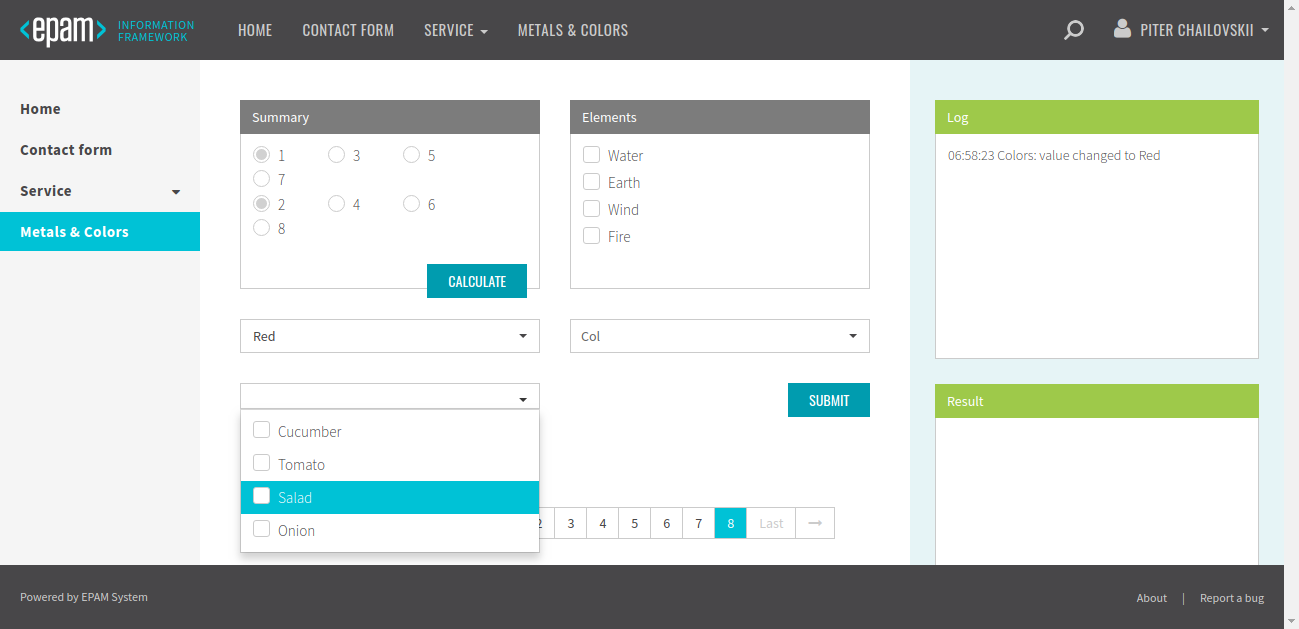 <epam> INFORMATION FRAMEWORK
HOME CONTACT FORM SERVICE METALS & COLORS
PITER CHAILOVSKII
Home
Contact form
Service
Metals & Colors
Summary
1 3 5
7
2 4 6
8
CALCULATE
Elements
Water
Earth
Wind
Fire
Red
Col
Cucumber
Tomato
Salad
Onion
SUBMIT
2 3 4 5 6 7 8 Last →
Log
06:58:23 Colors: value changed to Red
Result
Powered by EPAM System
About | Report a bug